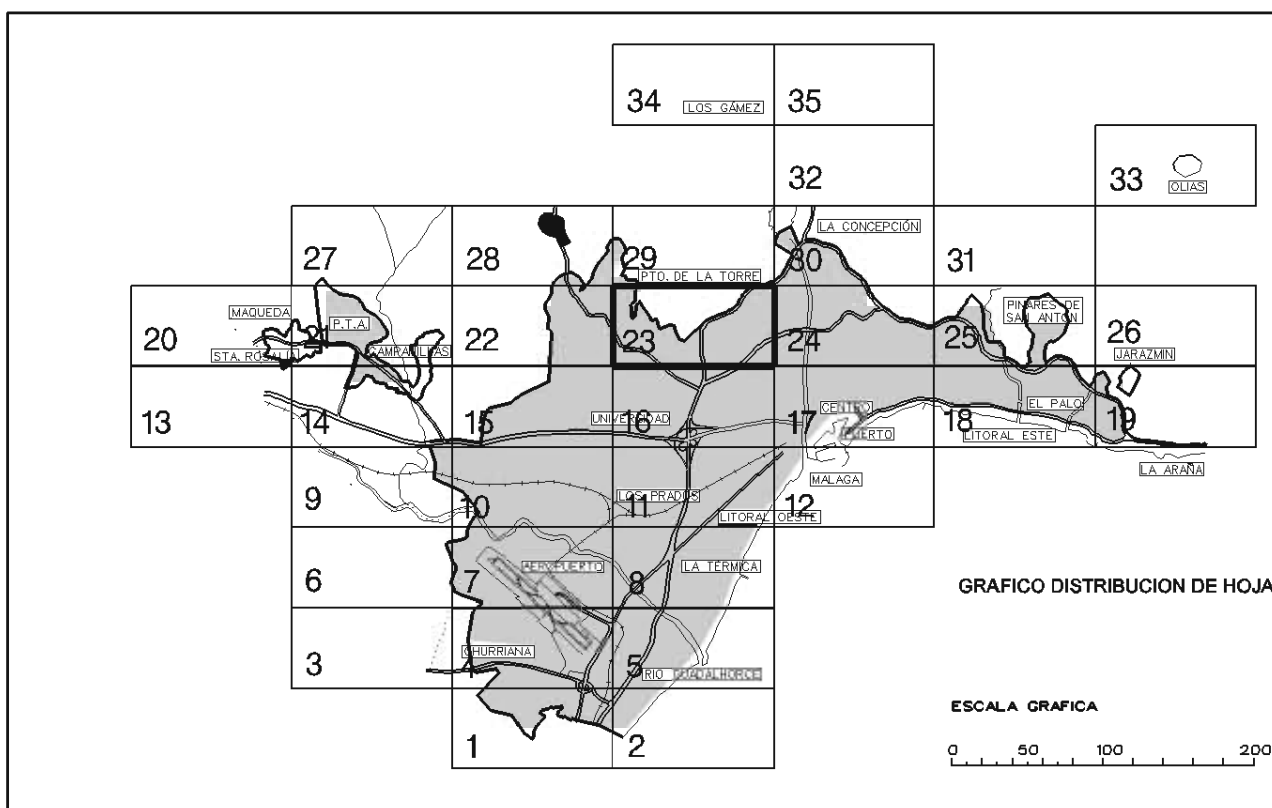 34 LOS GÁMEZ 35
32 33
OLIAS
LA CONCEPCIÓN
27 28 29 30 31
PTO. DE LA TORRE
MAQUEDA
P.T.A.
PINARES DE
SAN ANTÓN
20 STA. ROSALIA 21 CAMPANILLAS 22 23 24 25 26
JARAZMIN
13 14 15 UNIVERSIDAD 16 17 CENTRO 18 EL PALO 19
PUERTO
LITORAL ESTE
LA ARAÑA
MALAGA
9 10 LOS PRADOS 11 12
LITORAL OESTE
6 7 AEROPUERTO 8 LA TÉRMICA
GRAFICO DISTRIBUCION DE HOJA
CHURRIANA
3 5 RIO GUADALHORCE
1 2
ESCALA GRAFICA
0 50 100 200